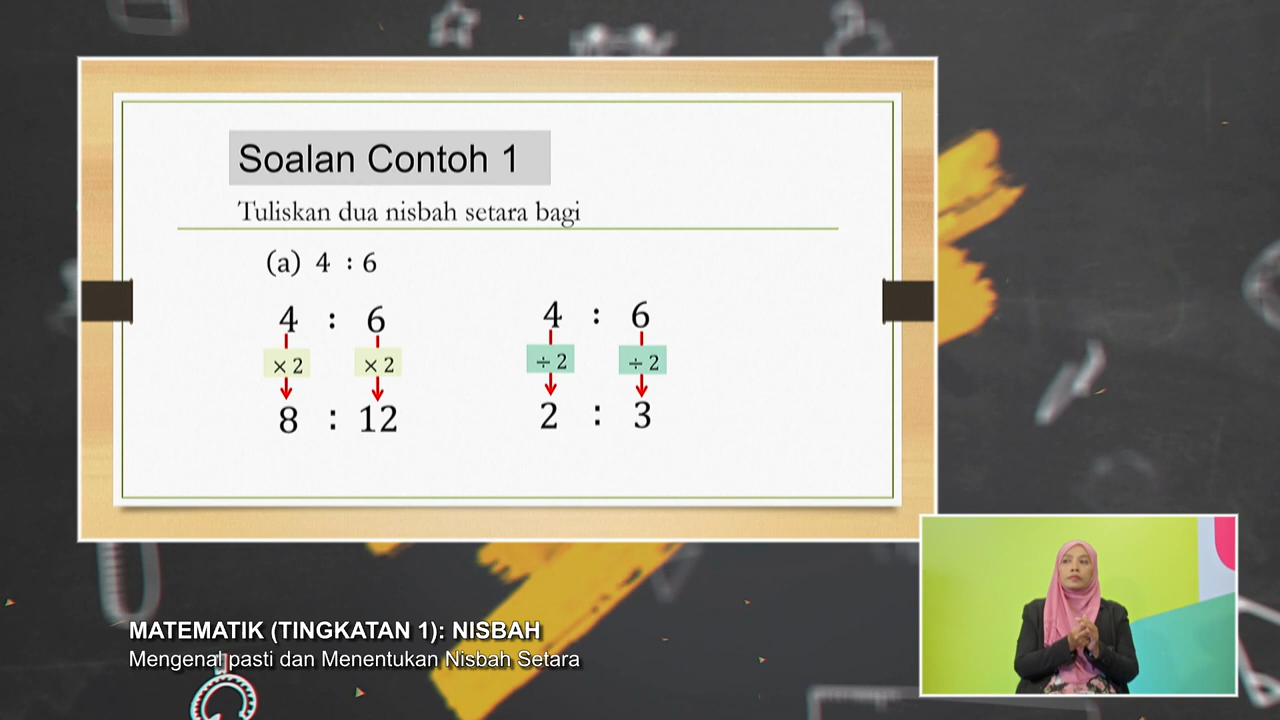 Soalan Contoh 1
Tuliskan dua nisbah setara bagi
(a) 4 : 6
4 : 6
× 2 × 2
8 : 12
4 : 6
÷ 2 ÷ 2
2 : 3
MATEMATIK (TINGKATAN 1): NISBAH
Mengenal pasti dan Menentukan Nisbah Setara